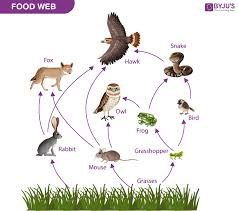 FOOD WEB
BYJU'S
Fox
Hawk
Snake
Owl
Frog
Bird
Rabbit
Mouse
Grasshopper
Grasses